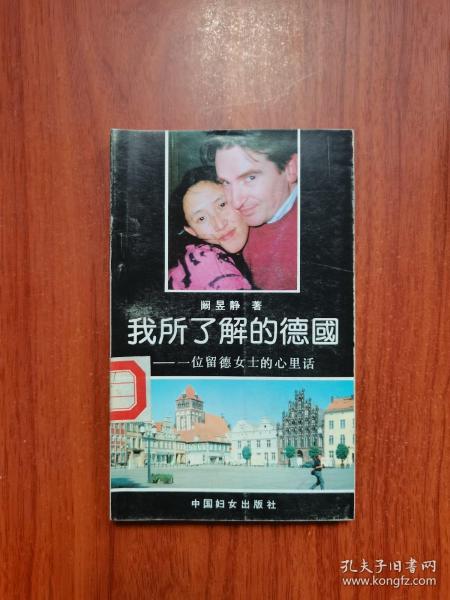 阚昱静 著
我所了解的德國
——一位留德女士的心里话
中国妇女出版社
孔夫子旧书网
www.kongfz.com